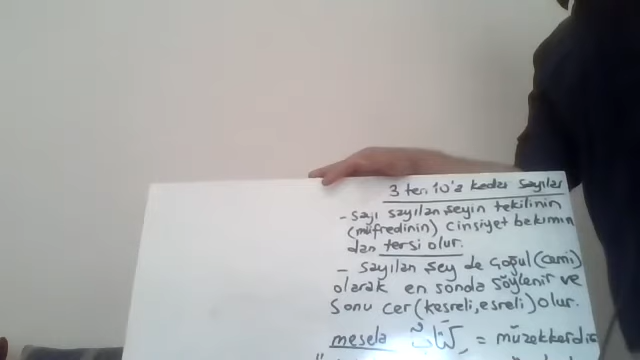 3 ten 10'a kadar sayılar
- sayı sayılan şeyin tekilinin
(müfredinin) cinsiyet bakımın
dan tersi olur.
- sayılan şey de çoğul (cemi)
olarak en sonda söylenir ve
Sonu cer (kesreli, esreli) olur.
mesela = müzekkerdir